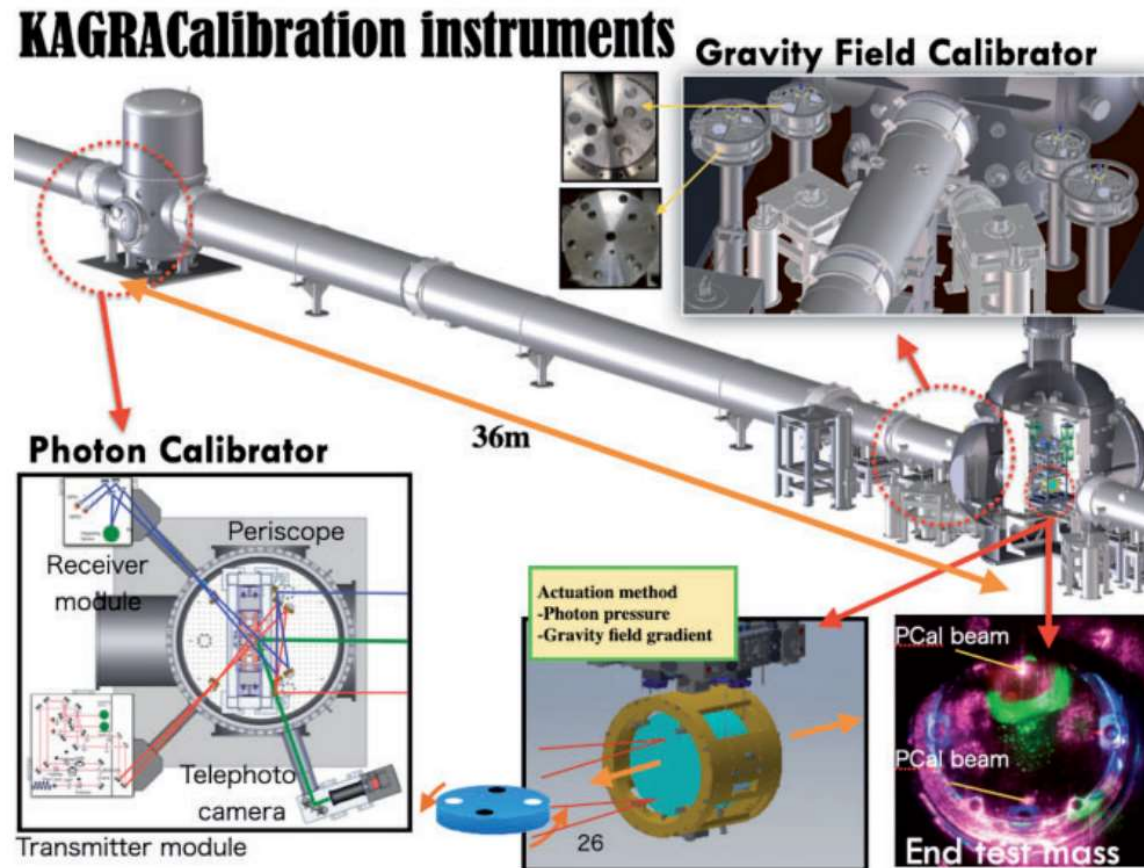 KAGRACalibration instruments
Gravity Field Calibrator
36m
Photon Calibrator
Periscope
Receiver
module
Telephoto
camera
Transmitter module
Actuation method
-Photon pressure
-Gravity field gradient
26
PCal beam
PCal beam
End test mass